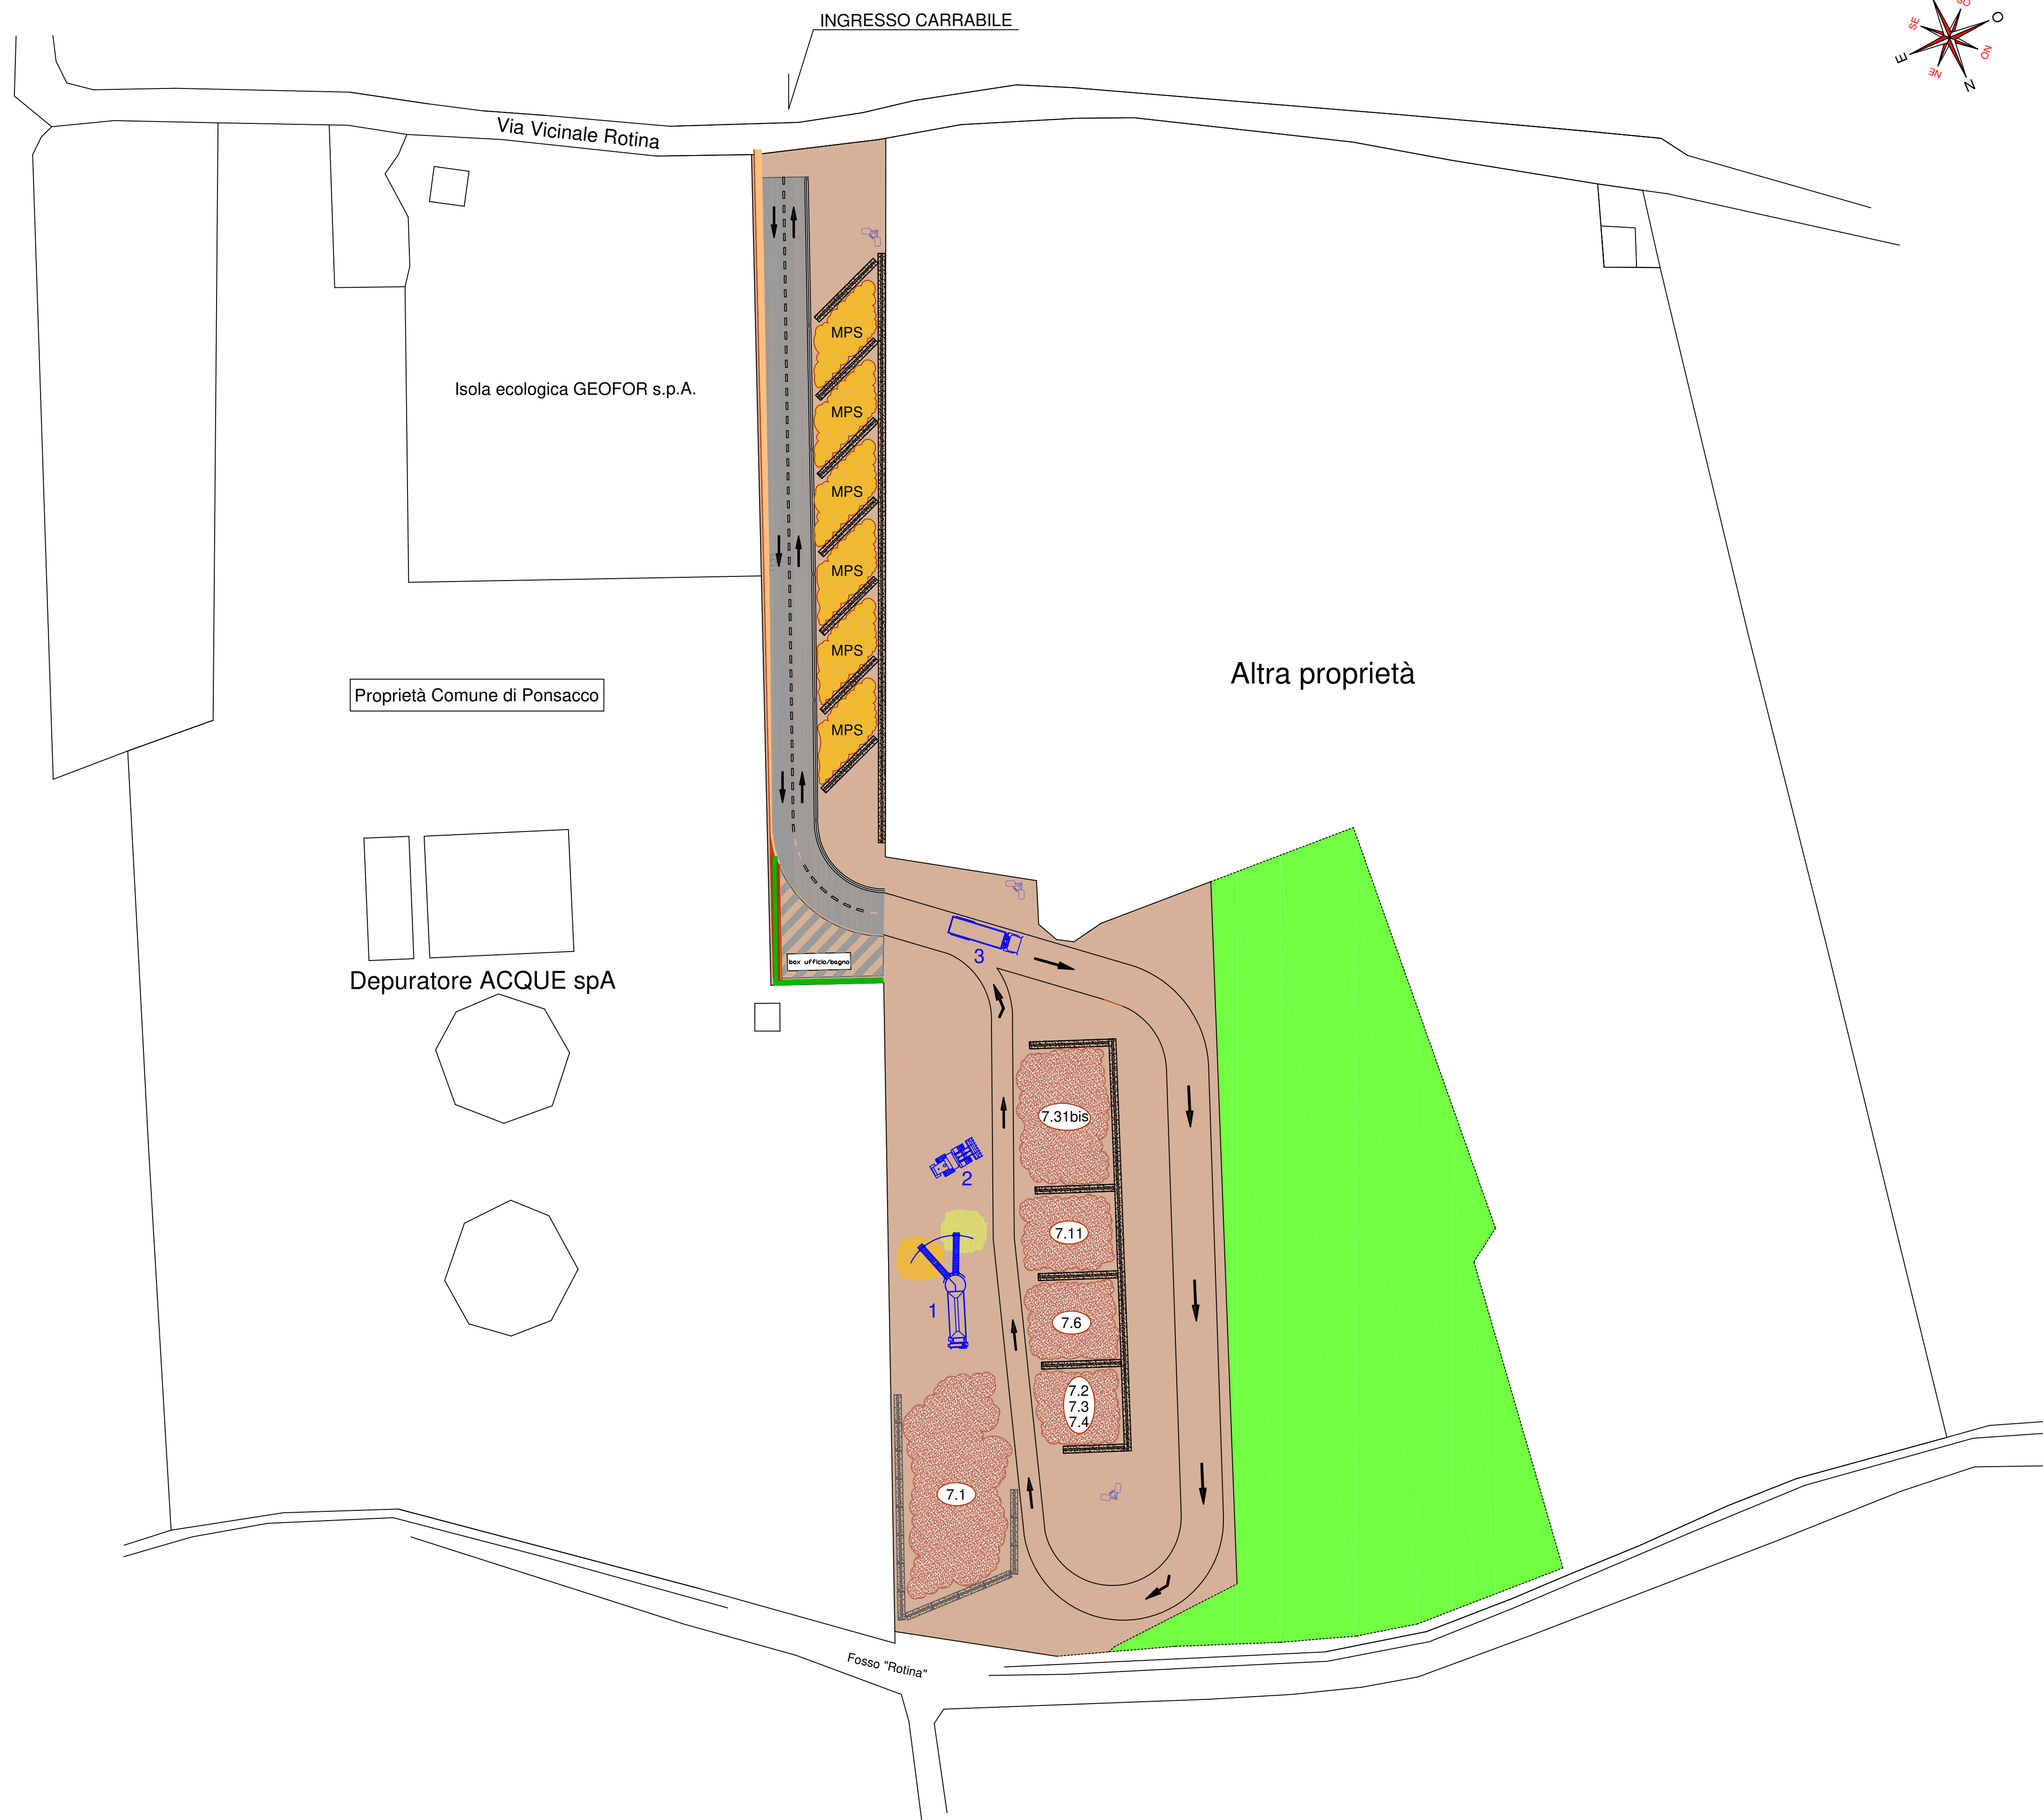 INGRESSO CARRABILE
SO
O
SE
NO
E
NE
N
Via Vicinale Rotina
MPS
Isola ecologica GEOFOR s.p.A.
MPS
MPS
MPS
MPS
Proprietà Comune di Ponsacco
Altra proprietà
MPS
box ufficio/bagno
3
Depuratore ACQUE spA
7.31bis
2
7.11
1
7.6
7.2
7.3
7.4
7.1
Fosso "Rotina"